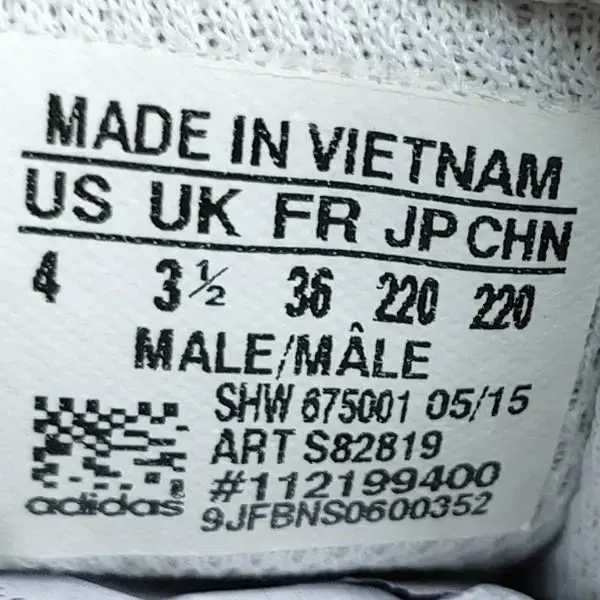 MADE IN VIETNAM
US UK FR JP CHN
4 3½ 36 220 220
MALE/MÂLE
SHW 675001 05/15
ART S82819
#112199400
adidas 9JFBNS0600352